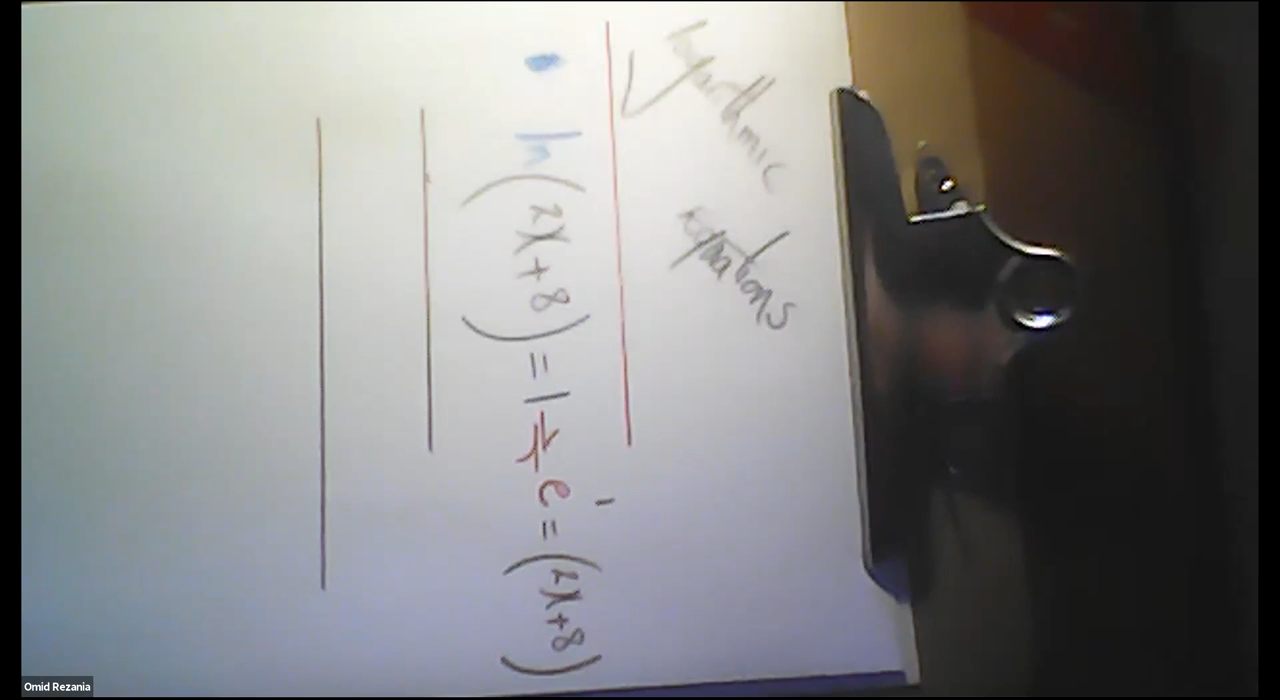 Logarithmic Equations
• ln(2x+8)=1 ⇒ e¹=(2x+8)
Omid Rezania